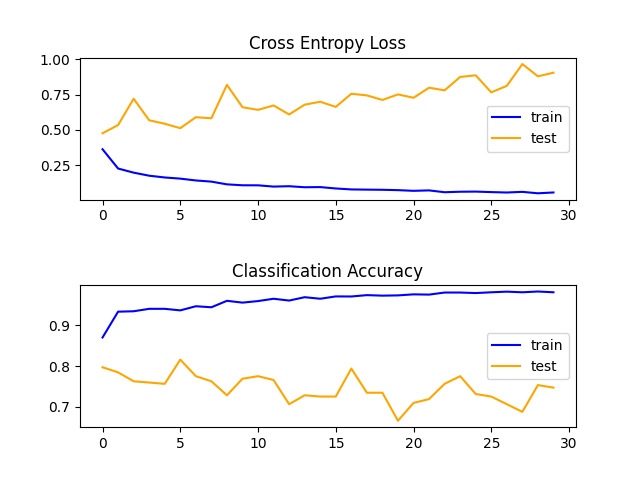 Cross Entropy Loss
1.00
0.75
0.50
0.25
train
test
0 5 10 15 20 25 30
Classification Accuracy
0.9
0.8
0.7
train
test
0 5 10 15 20 25 30